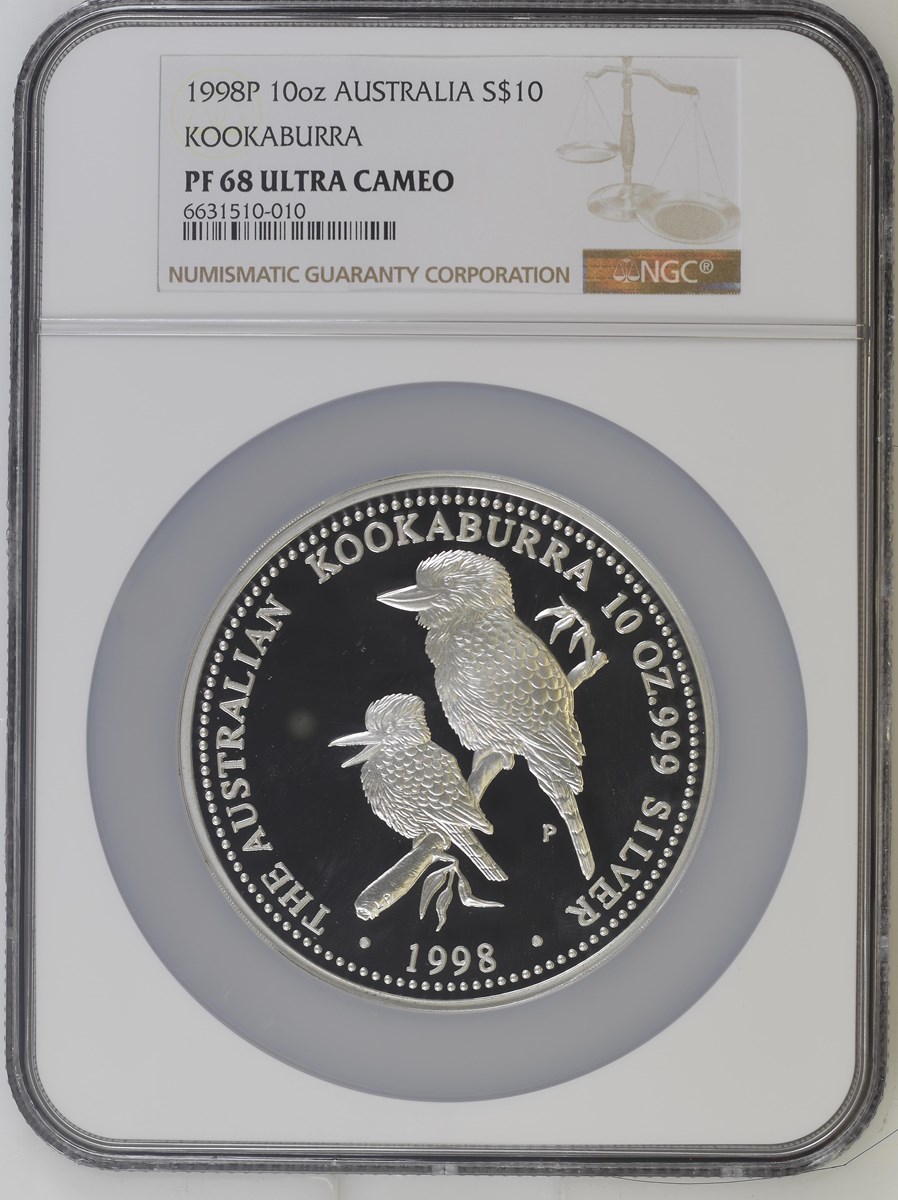 1998P 10oz AUSTRALIA S$10
KOOKABURRA
PF 68 ULTRA CAMEO
6631510-010
NUMISMATIC GUARANTY CORPORATION
NGC®
THE AUSTRALIAN KOOKABURRA 10 OZ. 999 SILVER
P
P
• 1998 •